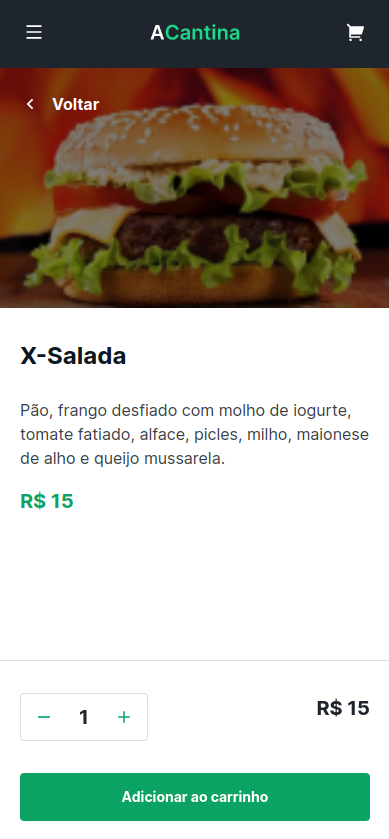 ACantina
Voltar
X-Salada
Pão, frango desfiado com molho de iogurte,
tomate fatiado, alface, picles, milho, maionese
de alho e queijo mussarela.
R$ 15
1
R$ 15
Adicionar ao carrinho